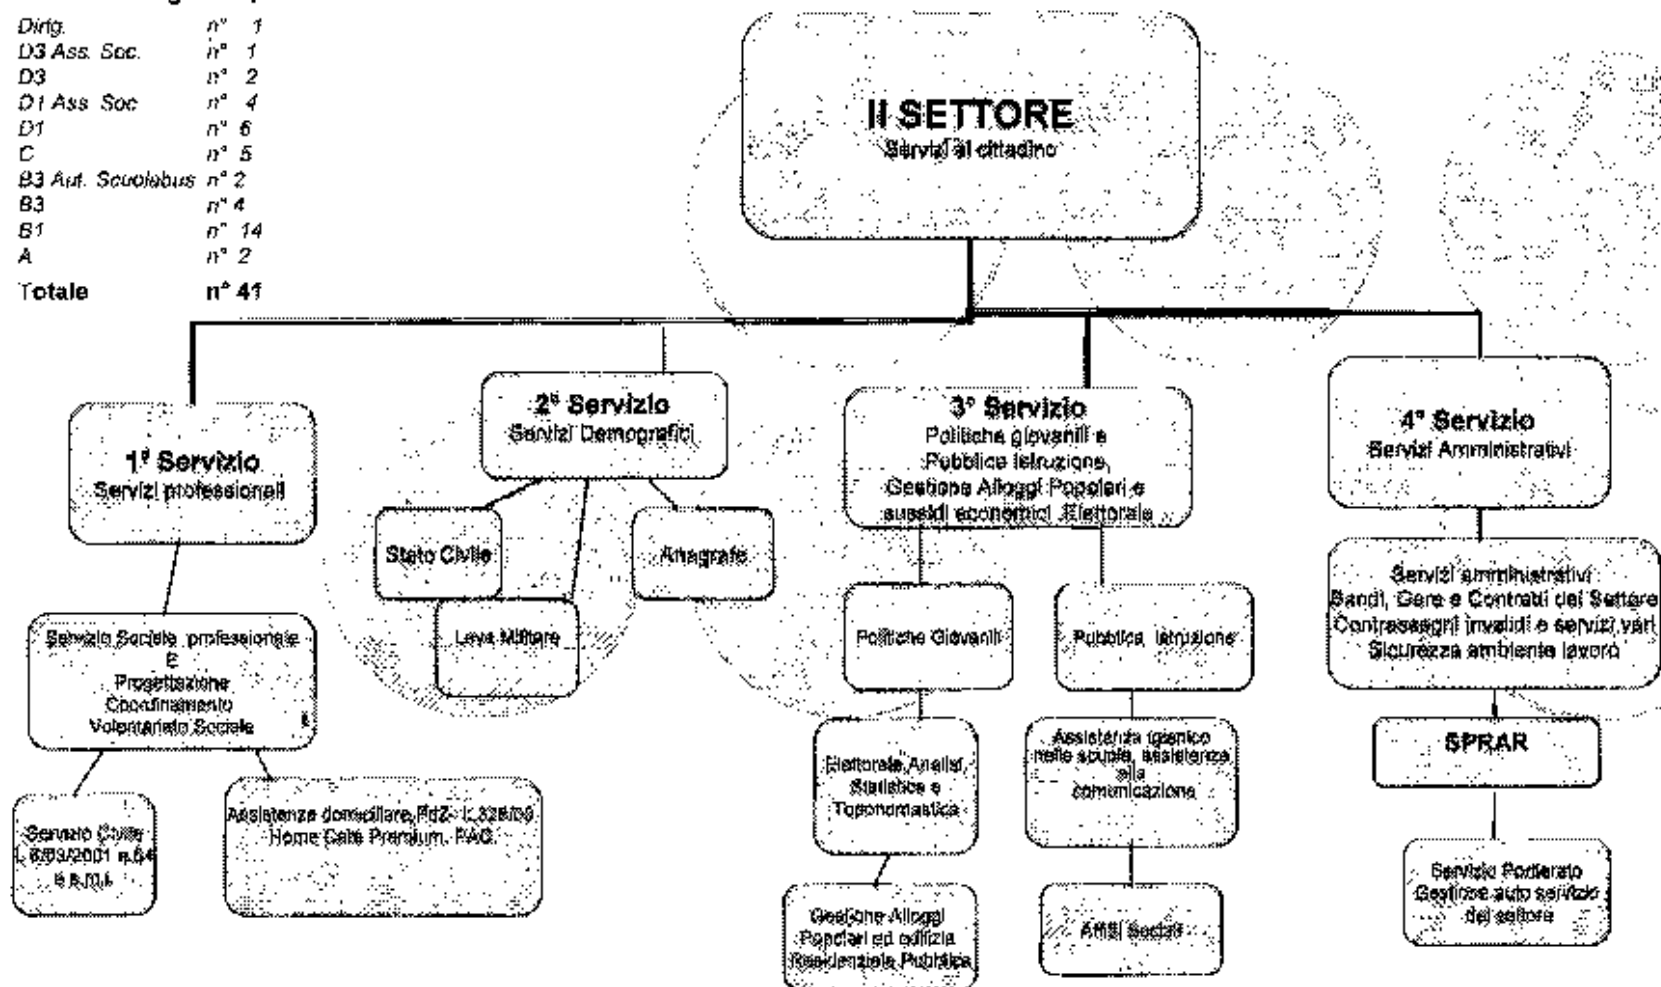 Dirig. n° 1
D3 Ass. Soc. n° 1
D3 n° 2
D1 Ass Soc n° 4
D1 n° 6
C n° 5
B3 Aut. Scuolabus n° 2
B3 n° 4
B1 n° 14
A n° 2
Totale n° 41
II SETTORE
Servizi al cittadino
1° Servizio
Servizi professionali
2° Servizio
Servizi Demografici
3° Servizio
Politiche giovanili e
Pubblica Istruzione,
Gestione Alloggi Popolari e
sussidi economici Elettorale
4° Servizio
Servizi Amministrativi
Stato Civile
Leva Militare
Anagrafe
Servizio Sociale professionale
E
Progettazione
Coordinamento
Volontariato Sociale
Servizio Civile
L 6/03/2001 n.64
e s.m.i.
Assistenza domiciliare, PdZ- L.328/00
Home Care Premium, PAC.
Politiche Giovanili
Pubblica Istruzione
Elettorale, Analisi,
Statistica e
Toponomastica
Assistenza igienico
nelle scuole, assistenza
alla
comunicazione
Gestione Alloggi
Popolari ed edilizia
Residenziale Pubblica
Affidi Sociali
Servizi amministrativi
Bandi, Gare e Contratti del Settore
Contrassegni invalidi e servizi vari
Sicurezza ambiente lavoro
SPRAR
Servizio Portierato
Gestione auto servizio
del settore